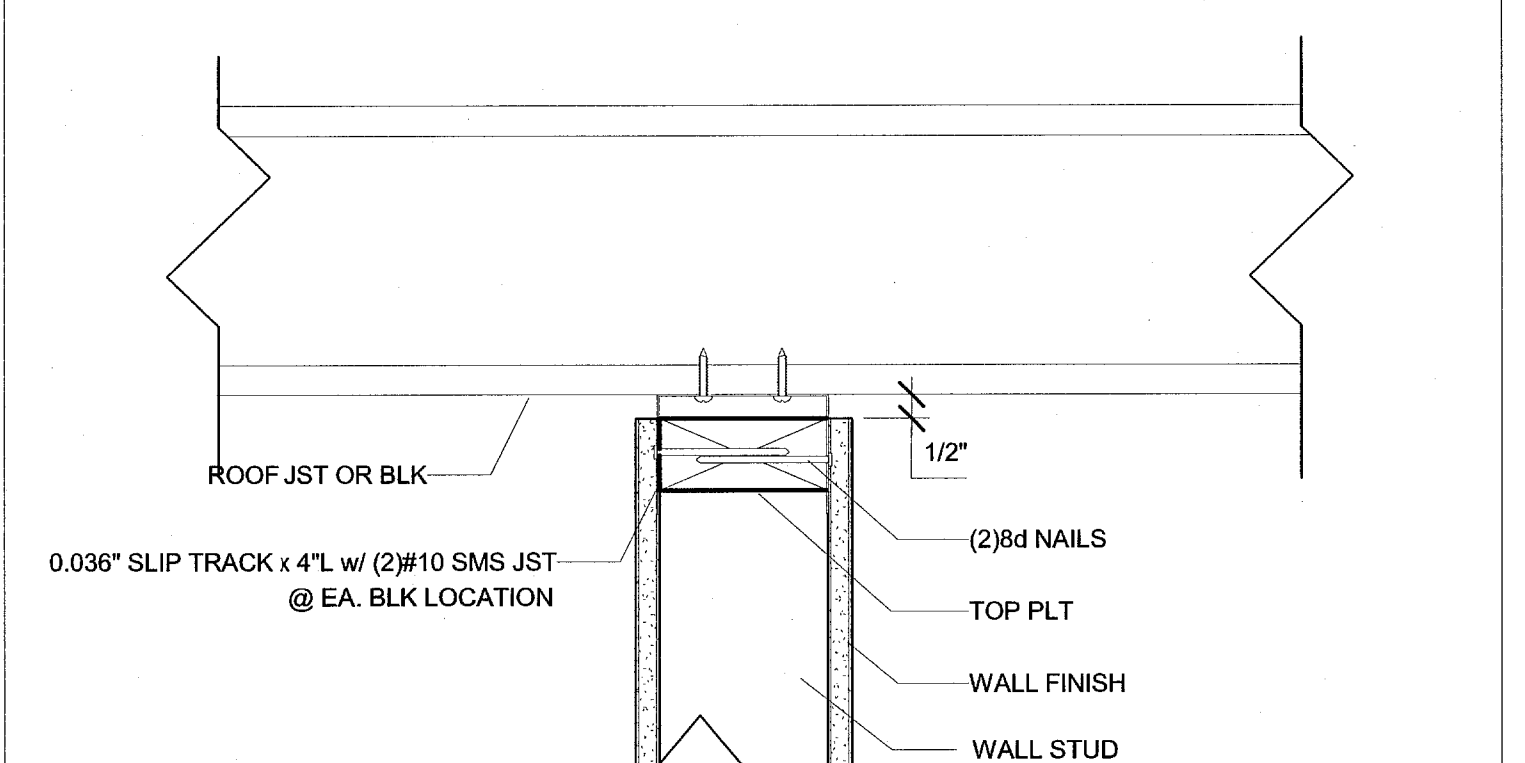 1/2"
ROOF JST OR BLK
(2)8d NAILS
0.036" SLIP TRACK x 4"L w/ (2)#10 SMS JST
@ EA. BLK LOCATION
TOP PLT
WALL FINISH
WALL STUD